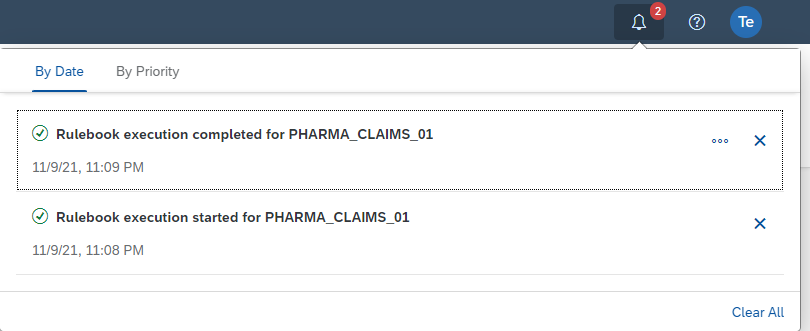 2
Te
By Date
By Priority
Rulebook execution completed for PHARMA_CLAIMS_01
11/9/21, 11:09 PM
Rulebook execution started for PHARMA_CLAIMS_01
11/9/21, 11:08 PM
Clear All